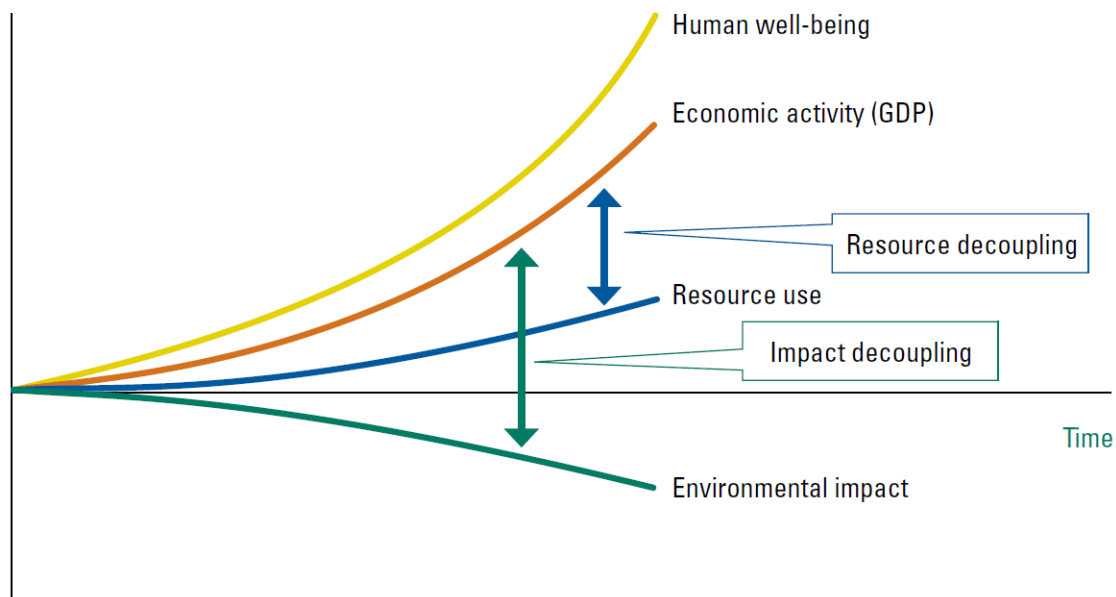 Human well-being
Economic activity (GDP)
Resource decoupling
Resource use
Impact decoupling
Time
Environmental impact